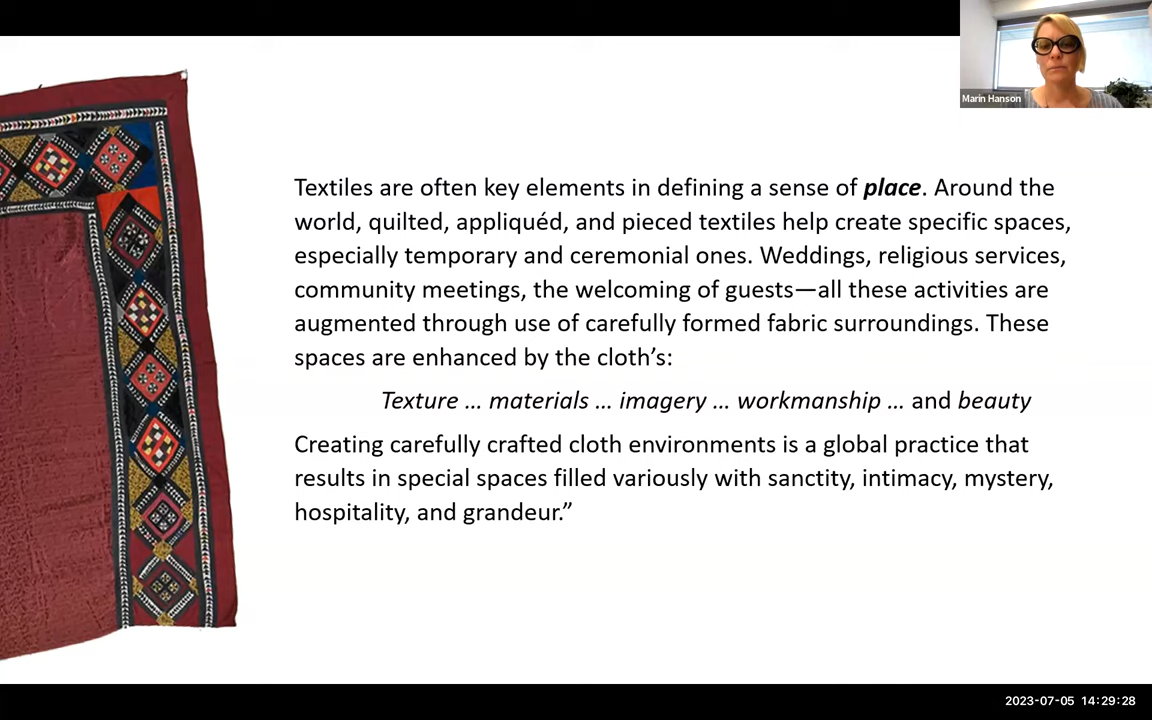 Marin Hanson
Textiles are often key elements in defining a sense of place. Around the
world, quilted, appliquéd, and pieced textiles help create specific spaces,
especially temporary and ceremonial ones. Weddings, religious services,
community meetings, the welcoming of guests—all these activities are
augmented through use of carefully formed fabric surroundings. These
spaces are enhanced by the cloth’s:
Texture … materials … imagery … workmanship … and beauty
Creating carefully crafted cloth environments is a global practice that
results in special spaces filled variously with sanctity, intimacy, mystery,
hospitality, and grandeur.”
2023-07-05 14:29:28